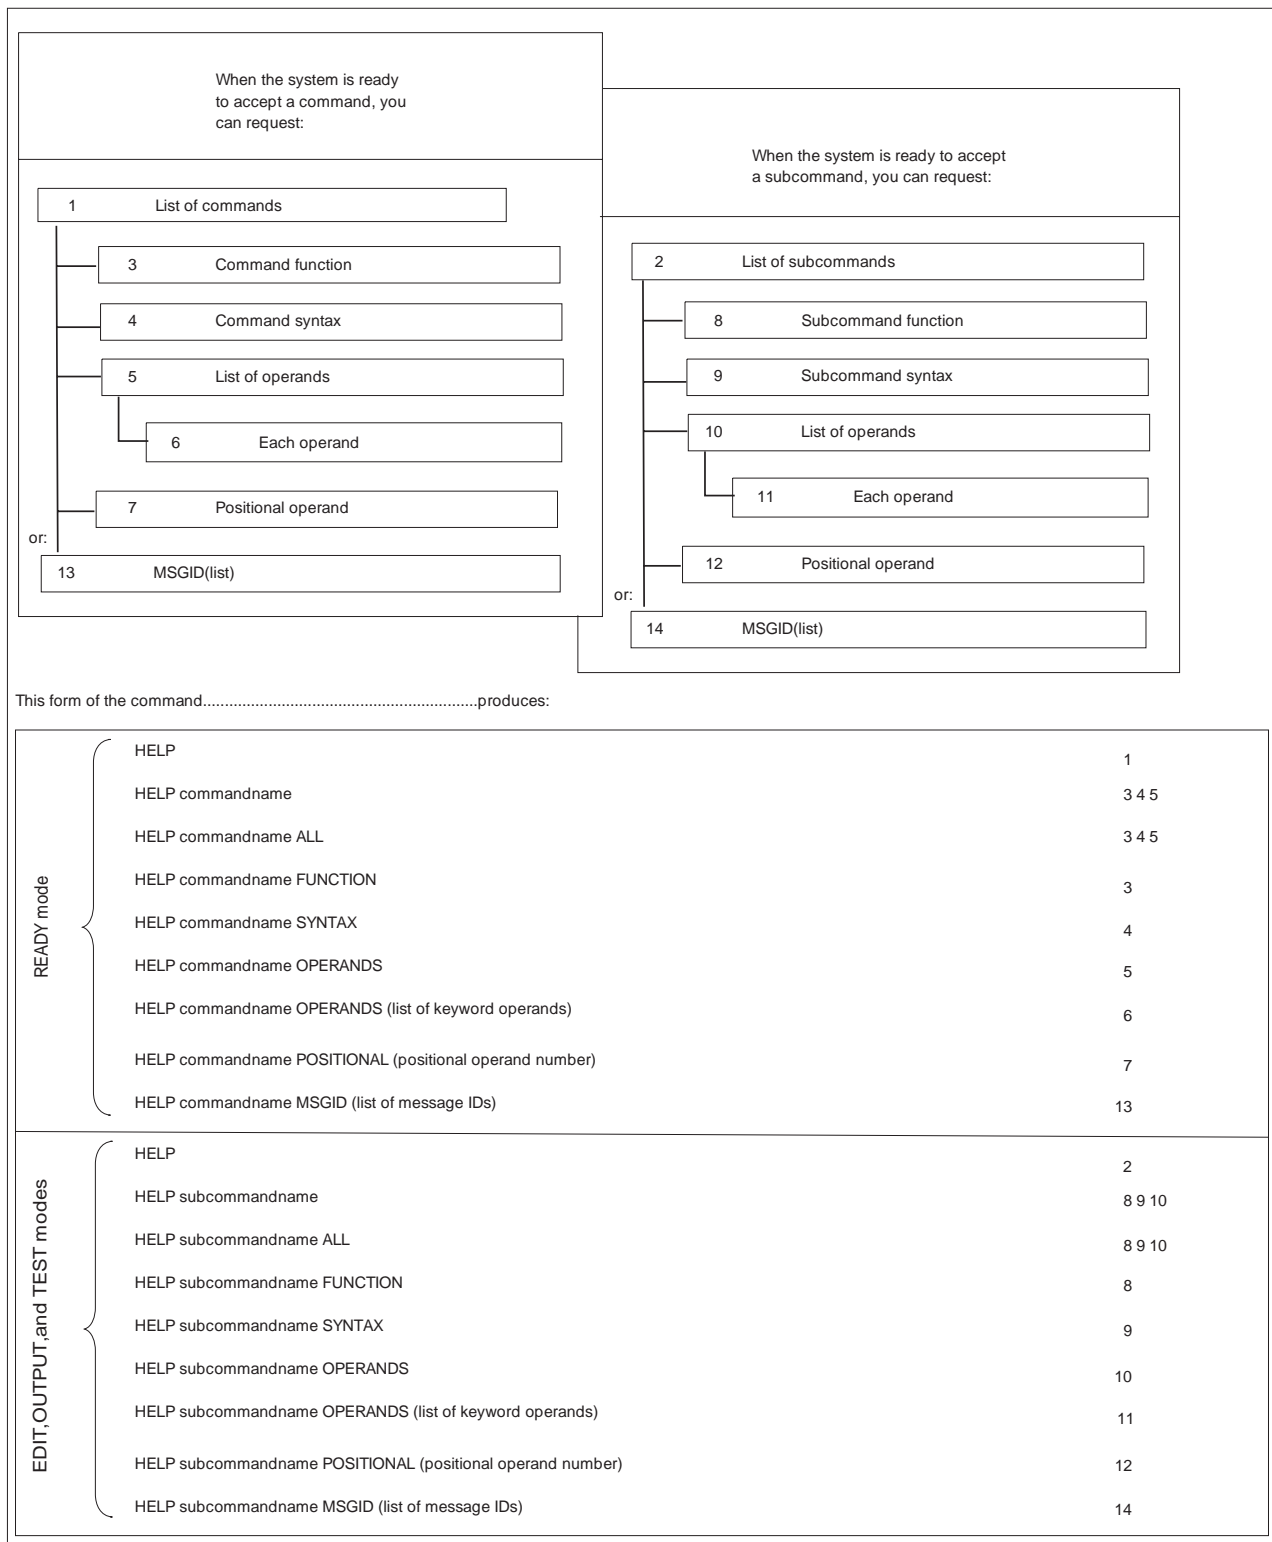 When the system is ready
to accept a command, you
can request:
1 List of commands
3 Command function
4 Command syntax
5 List of operands
6 Each operand
7 Positional operand
or:
13 MSGID(list)
When the system is ready to accept
a subcommand, you can request:
2 List of subcommands
8 Subcommand function
9 Subcommand syntax
10 List of operands
11 Each operand
12 Positional operand
or:
14 MSGID(list)
This form of the command..............................................................produces:
READY mode
HELP 1
HELP commandname 3 4 5
HELP commandname ALL 3 4 5
HELP commandname FUNCTION 3
HELP commandname SYNTAX 4
HELP commandname OPERANDS 5
HELP commandname OPERANDS (list of keyword operands) 6
HELP commandname POSITIONAL (positional operand number) 7
HELP commandname MSGID (list of message IDs) 13
EDIT,OUTPUT,and TEST modes
HELP 2
HELP subcommandname 8 9 10
HELP subcommandname ALL 8 9 10
HELP subcommandname FUNCTION 8
HELP subcommandname SYNTAX 9
HELP subcommandname OPERANDS 10
HELP subcommandname OPERANDS (list of keyword operands) 11
HELP subcommandname POSITIONAL (positional operand number) 12
HELP subcommandname MSGID (list of message IDs) 14